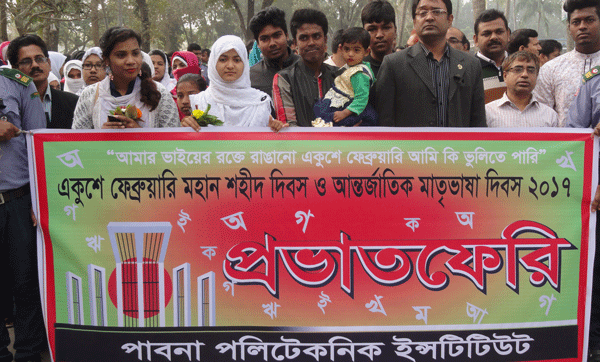 অ "আমার ভাইয়ের রক্তে রাঙানো একুশে ফেব্রুয়ারি আমি কি ভুলিতে পারি" খ
একুশে ফেব্রুয়ারি মহান শহীদ দিবস ও আন্তর্জাতিক মাতৃভাষা দিবস ২০১৭
গ ই অ গ ক অ
ঋ ক গ
প্রভাতফেরি
গ ঋ ই খ ম আ গ
পাবনা পলিটেকনিক ইন্সটিটিউট